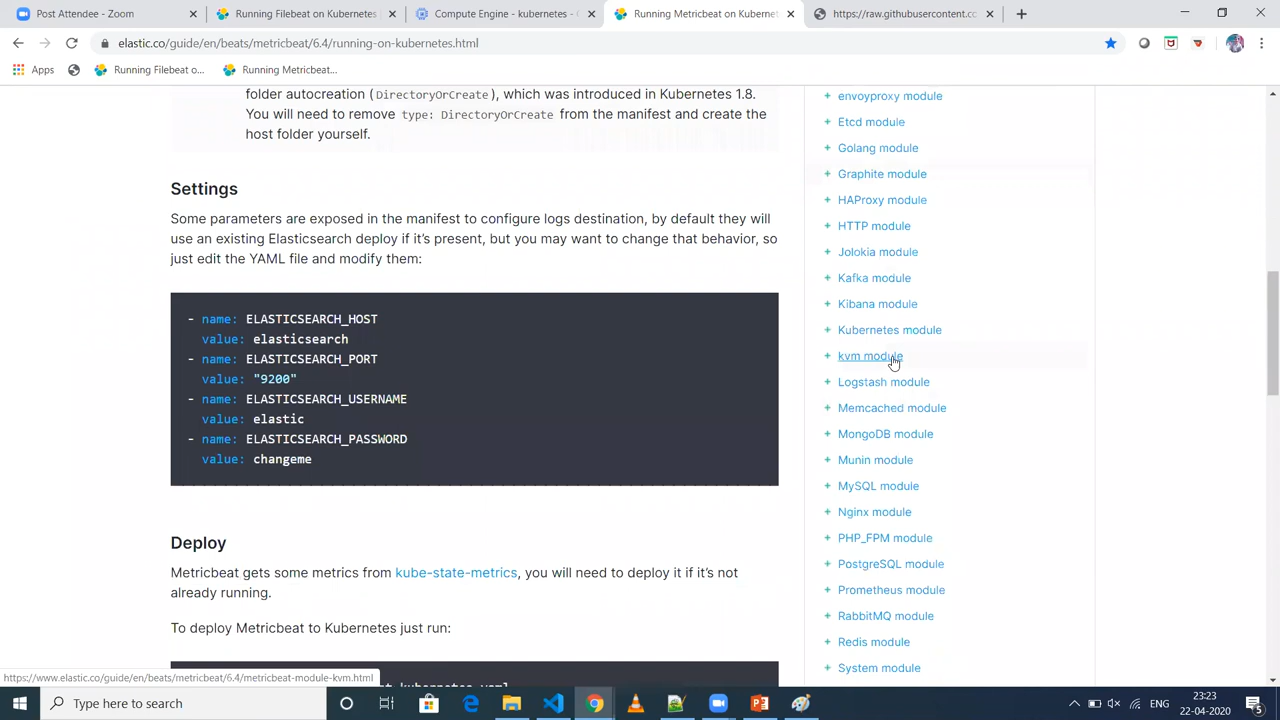 Post Attendee - Zoom
Running Filebeat on Kubernetes
Compute Engine - kubernetes -
Running Metricbeat on Kubernet
https://raw.githubusercontent.cc
elastic.co/guide/en/beats/metricbeat/6.4/running-on-kubernetes.html
Apps
Running Filebeat o...
Running Metricbeat...
folder autocreation (DirectoryOrCreate), which was introduced in Kubernetes 1.8.
You will need to remove type: DirectoryOrCreate from the manifest and create the
host folder yourself.
Settings
Some parameters are exposed in the manifest to configure logs destination, by default they will
use an existing Elasticsearch deploy if it's present, but you may want to change that behavior, so
just edit the YAML file and modify them:
- name: ELASTICSEARCH_HOST
value: elasticsearch
- name: ELASTICSEARCH_PORT
value: "9200"
- name: ELASTICSEARCH_USERNAME
value: elastic
- name: ELASTICSEARCH_PASSWORD
value: changeme
Deploy
Metricbeat gets some metrics from kube-state-metrics, you will need to deploy it if it's not
already running.
To deploy Metricbeat to Kubernetes just run:
envoyproxy module
Etcd module
Golang module
Graphite module
HAProxy module
HTTP module
Jolokia module
Kafka module
Kibana module
Kubernetes module
kvm module
Logstash module
Memcached module
MongoDB module
Munin module
MySQL module
Nginx module
PHP_FPM module
PostgreSQL module
Prometheus module
RabbitMQ module
Redis module
System module
https://www.elastic.co/guide/en/beats/metricbeat/6.4/metricbeat-module-kvm.html
Type here to search
ENG
23:23
22-04-2020
5